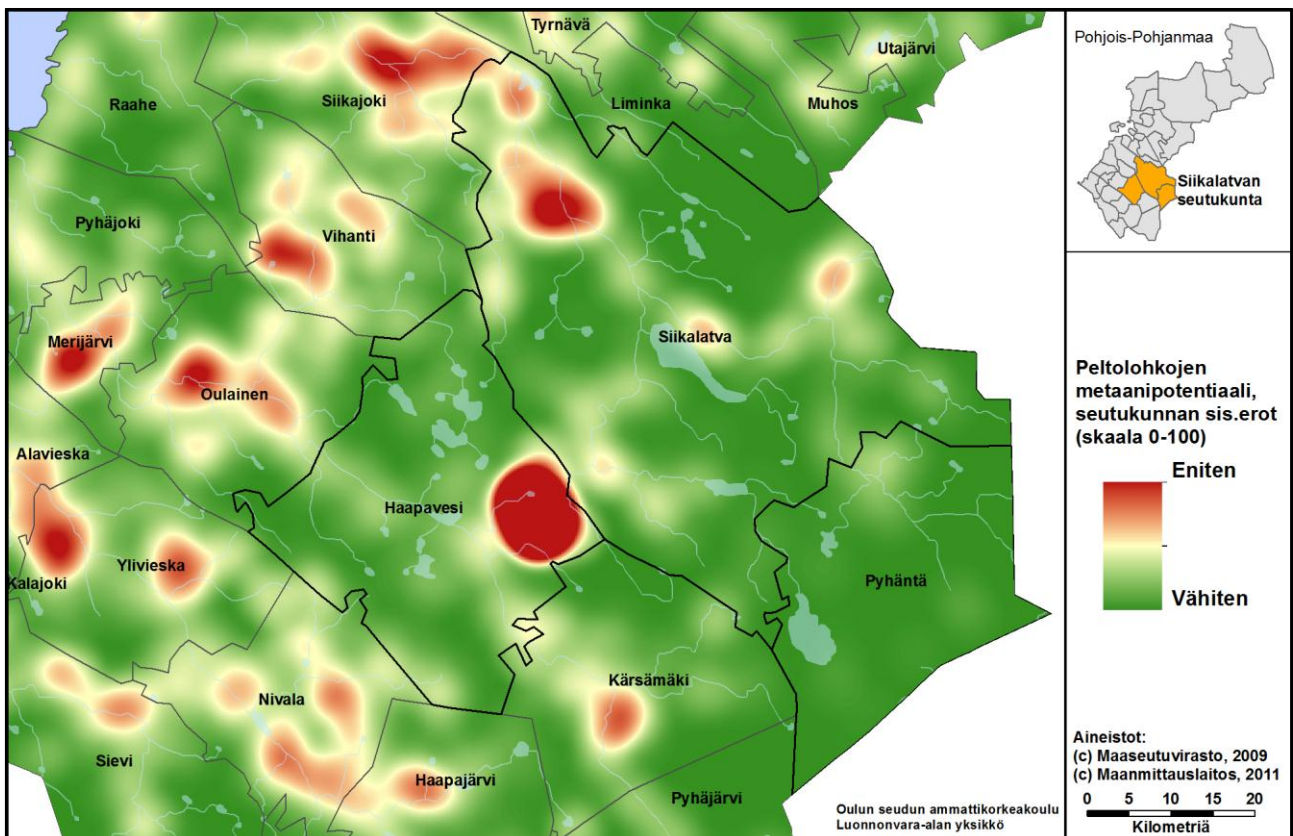 Tyrnävä
Utajärvi
Raahe
Siikajoki
Liminka
Muhos
Pyhäjoki
Vihanti
Merijärvi
Siikalatva
Oulainen
Alavieska
Haapavesi
Kalajoki
Ylivieska
Pyhäntä
Nivala
Kärsämäki
Sievi
Haapajärvi
Pyhäjärvi
Oulun seudun ammattikorkeakoulu
Luonnonvara-alan yksikkö
Pohjois-Pohjanmaa
Siikalatvan
seutukunta
Peltolohkojen
metaanipotentiaali,
seutukunnan sis.erot
(skaala 0-100)
Eniten
Vähiten
Aineistot:
(c) Maaseutuvirasto, 2009
(c) Maanmittauslaitos, 2011
0 5 10 15 20
Kilometriä